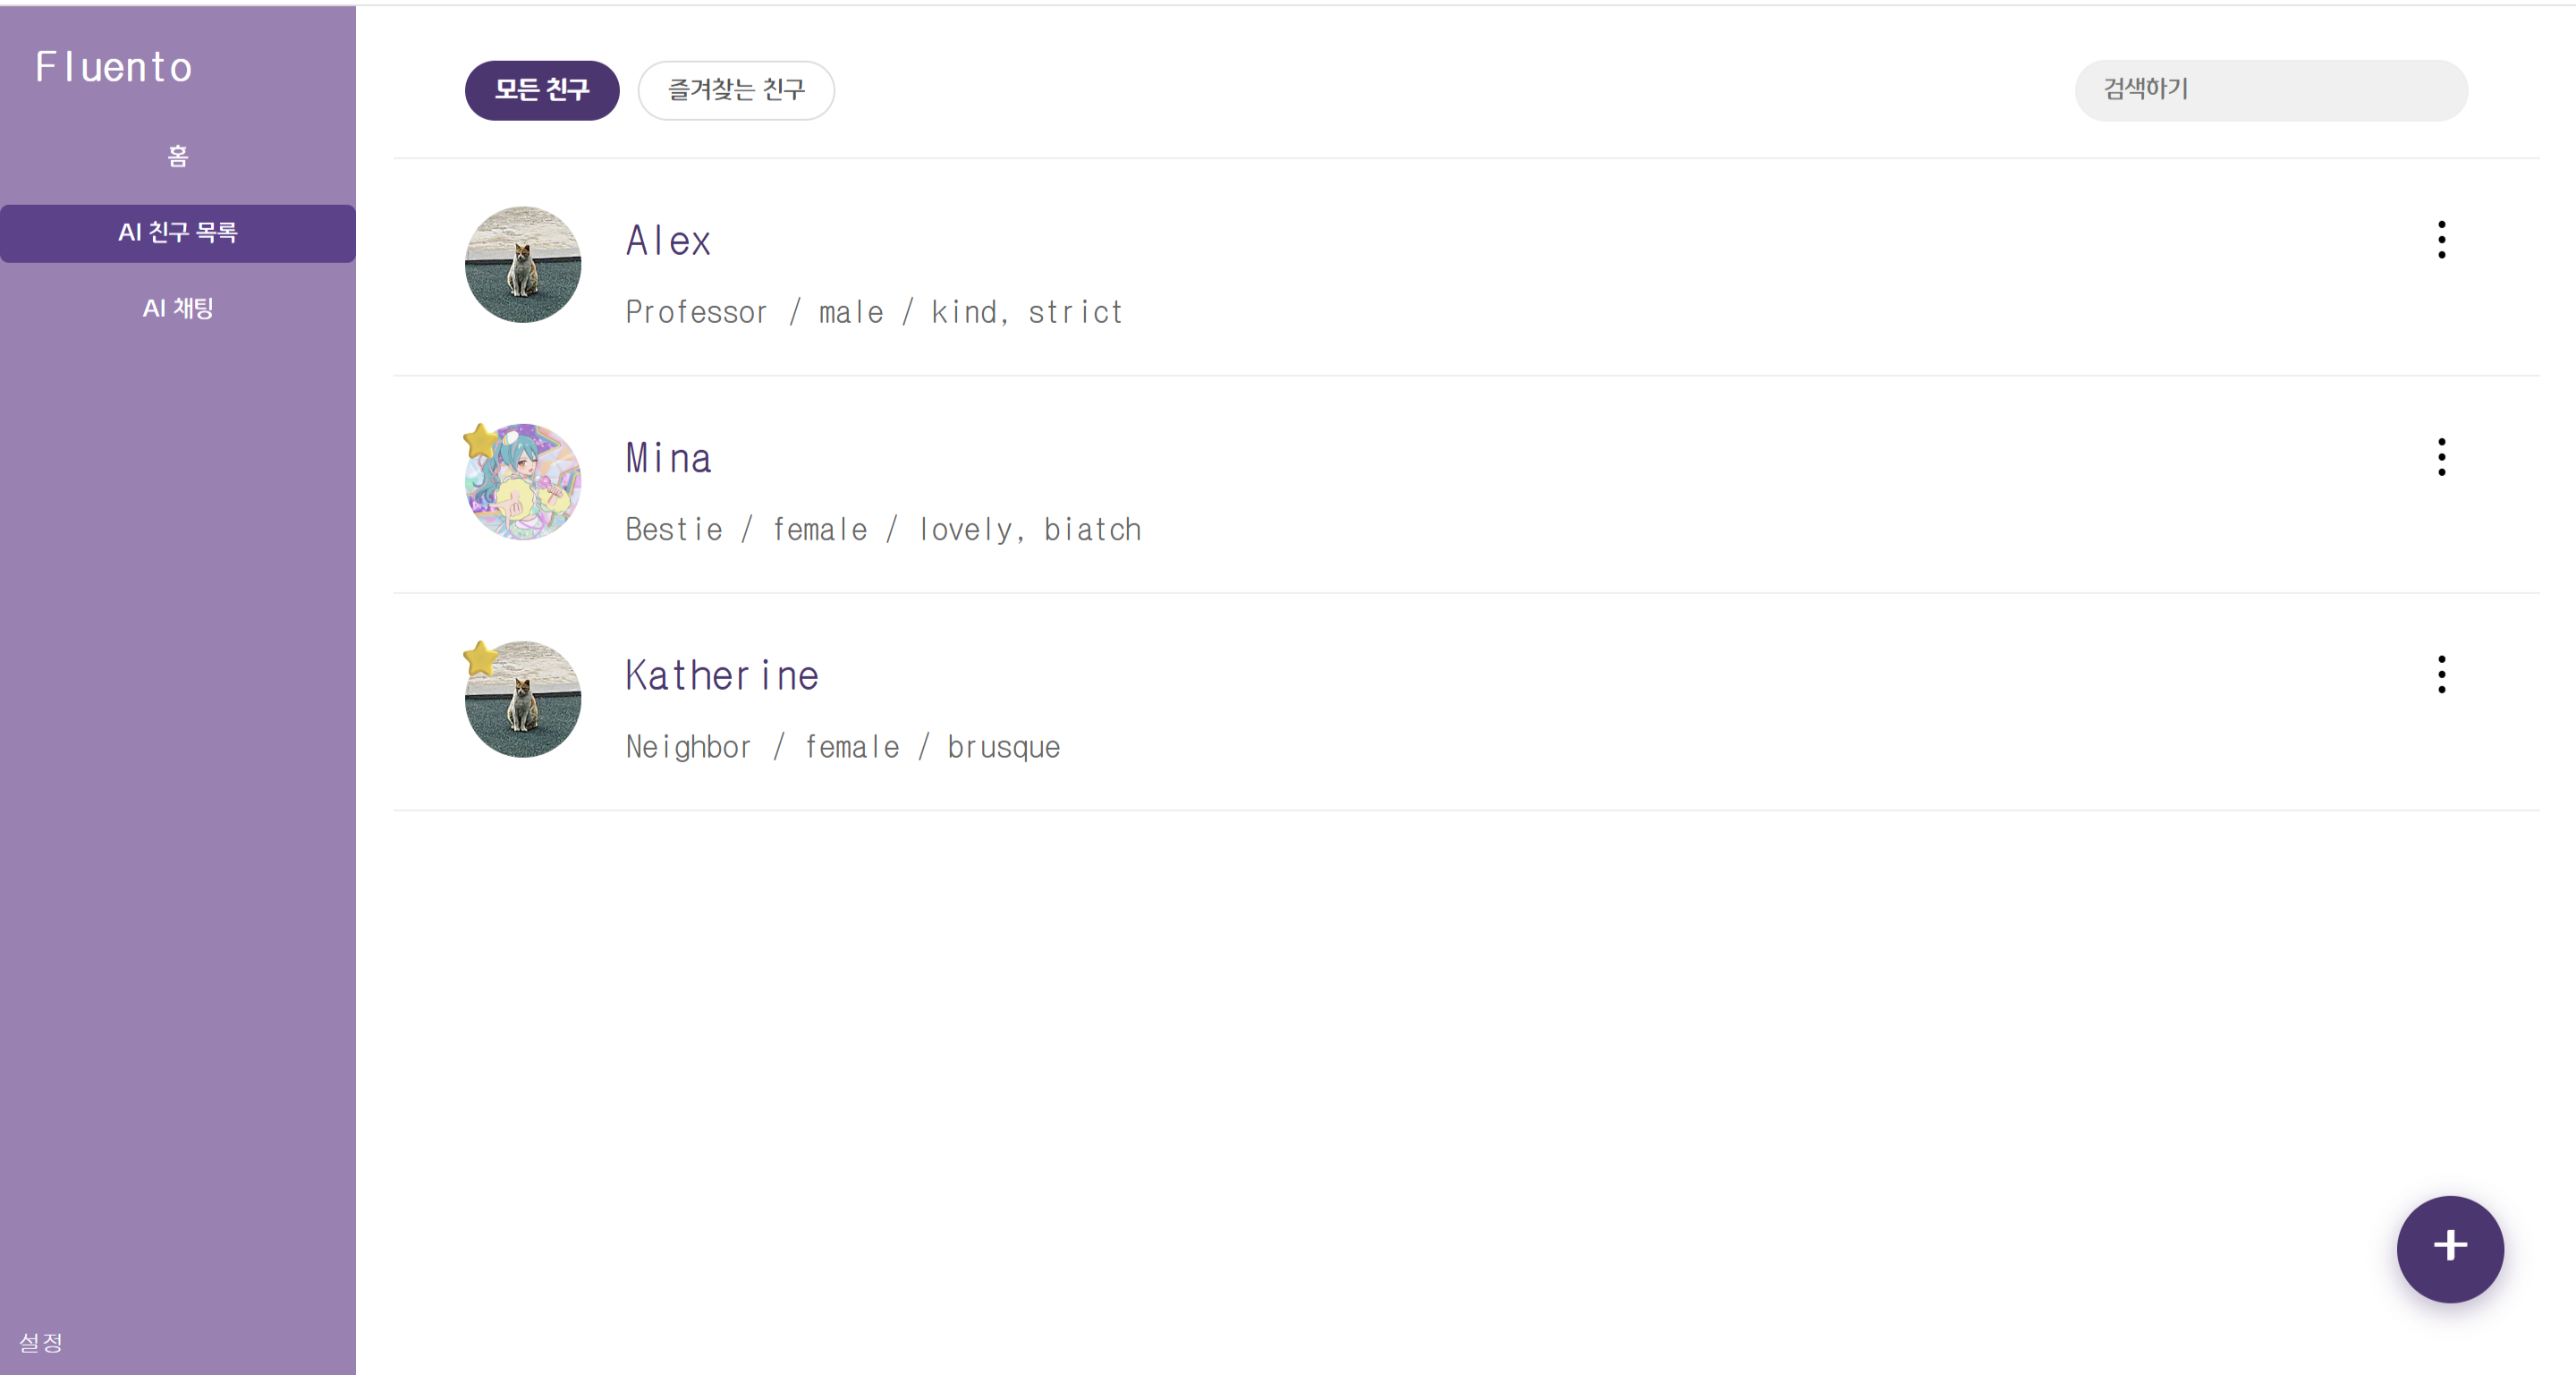 Fluento
홈
AI 친구 목록
AI 채팅
설정
모든 친구
즐겨찾는 친구
검색하기
Alex
Professor / male / kind, strict
Mina
Bestie / female / lovely, biatch
Katherine
Neighbor / female / brusque
+